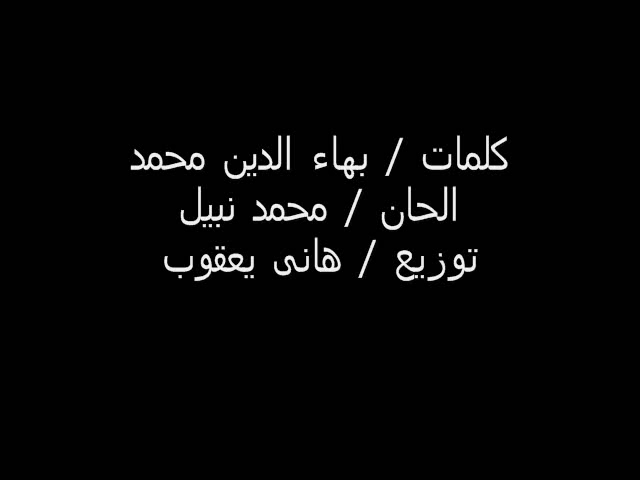 كلمات / بهاء الدين محمد
الحان / محمد نبيل
توزيع / هانى يعقوب